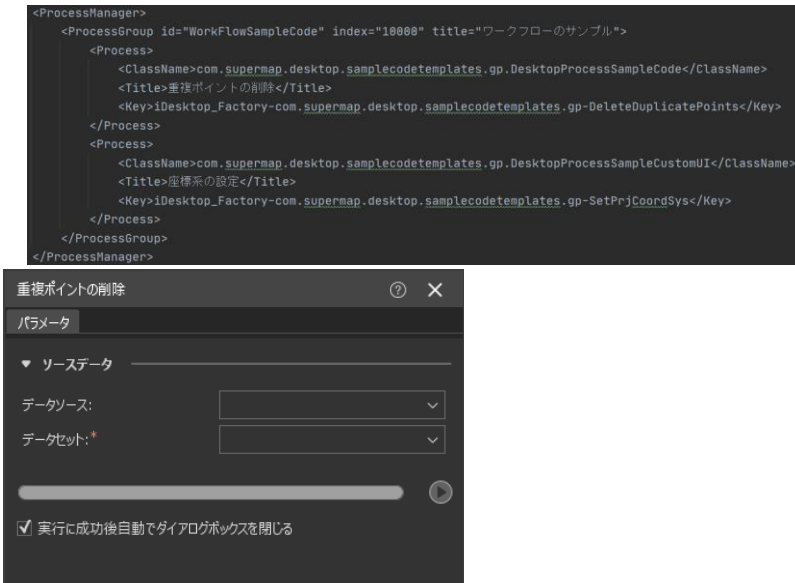 <ProcessManager>
<ProcessGroup id="WorkFlowSampleCode" index="10000" title="ワークフローのサンプル">
<Process>
<ClassName>com.supermap.desktop.samplecodetemplates.gp.DesktopProcessSampleCode</ClassName>
<Title>重複ポイントの削除</Title>
<Key>iDesktop_Factory-com.supermap.desktop.samplecodetemplates.gp-DeleteDuplicatePoints</Key>
</Process>
<Process>
<ClassName>com.supermap.desktop.samplecodetemplates.gp.DesktopProcessSampleCustomUI</ClassName>
<Title>座標系の設定</Title>
<Key>iDesktop_Factory-com.supermap.desktop.samplecodetemplates.gp-SetPrjCoordSys</Key>
</Process>
</ProcessGroup>
</ProcessManager>
重複ポイントの削除
パラメータ
ソースデータ
データソース:
データセット:*
実行に成功後自動でダイアログボックスを閉じる